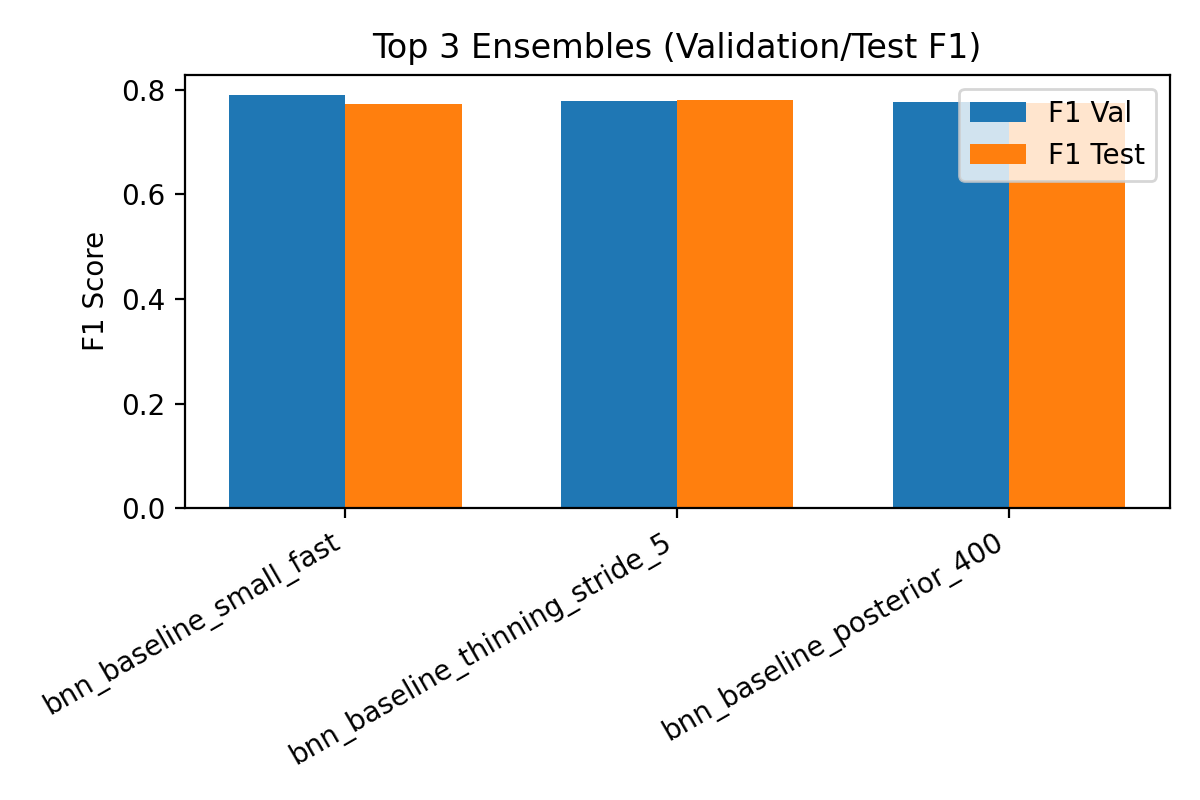 Top 3 Ensembles (Validation/Test F1)
F1 Val
F1 Test
F1 Score
0.8
0.6
0.4
0.2
0.0
bnn_baseline_small_fast
bnn_baseline_thinning_stride_5
bnn_baseline_posterior_400